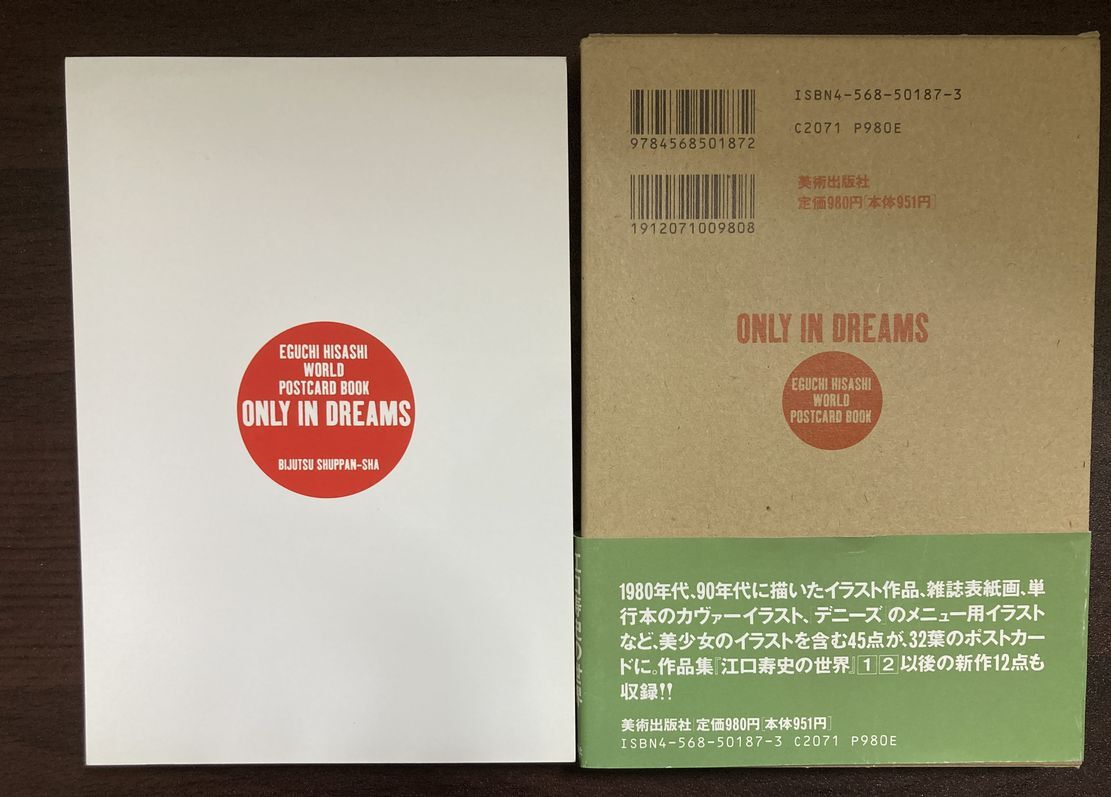 EGUCHI HISASHI
WORLD
POSTCARD BOOK
ONLY IN DREAMS
BIJUTSU SHUPPAN-SHA
ISBN4-568-50187-3
C2071 P980E
9784568501872
美術出版社
定価980円[本体951円]
1912071009808
ONLY IN DREAMS
EGUCHI HISASHI
WORLD
POSTCARD BOOK
1980年代、90年代に描いたイラスト作品、雑誌表紙画、単
行本のカヴァーイラスト、「デニーズ」のメニュー用イラスト
など、美少女のイラストを含む45点が、32葉のポストカー
ドに。作品集『江口寿史の世界』[1][2]以後の新作12点も
収録!!
美術出版社 定価980円[本体951円]
ISBN4-568-50187-3 C2071 P980E